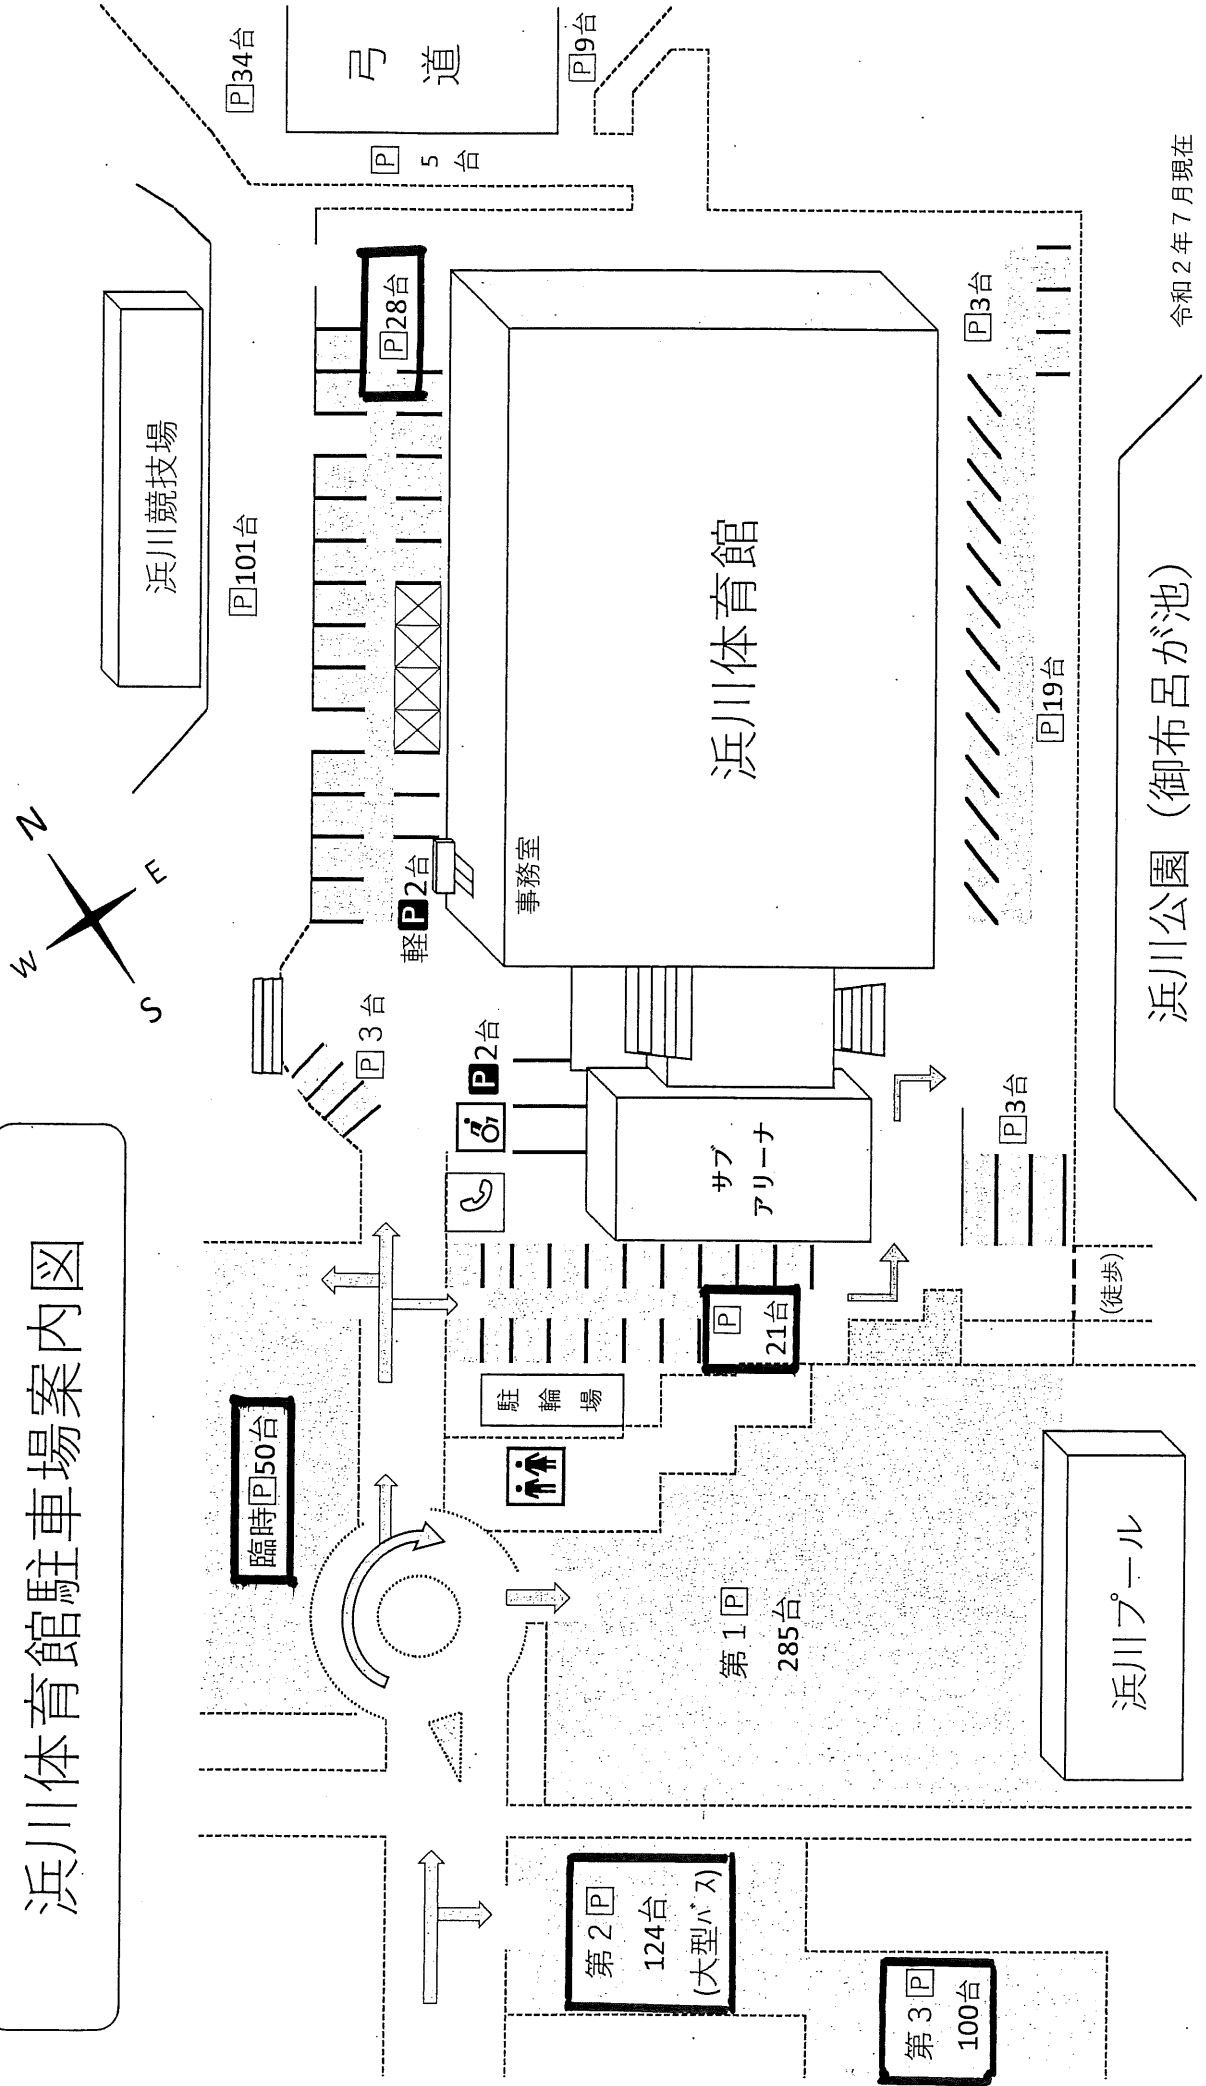 浜川体育館駐車場案内図
N
E
S
W
浜川競技場
P101台
P34台
弓道
P9台
P
5
台
P28台
軽P2台
事務室
浜川体育館
P3台
P19台
P3台
P2台
サブ
アリーナ
P3台
臨時P50台
P
21台
駐
輪
場
(徒歩)
第1P
285台
浜川プール
第2P
124台
(大型バス)
第3P
100台
浜川公園 (御布呂が池)
令和2年7月現在